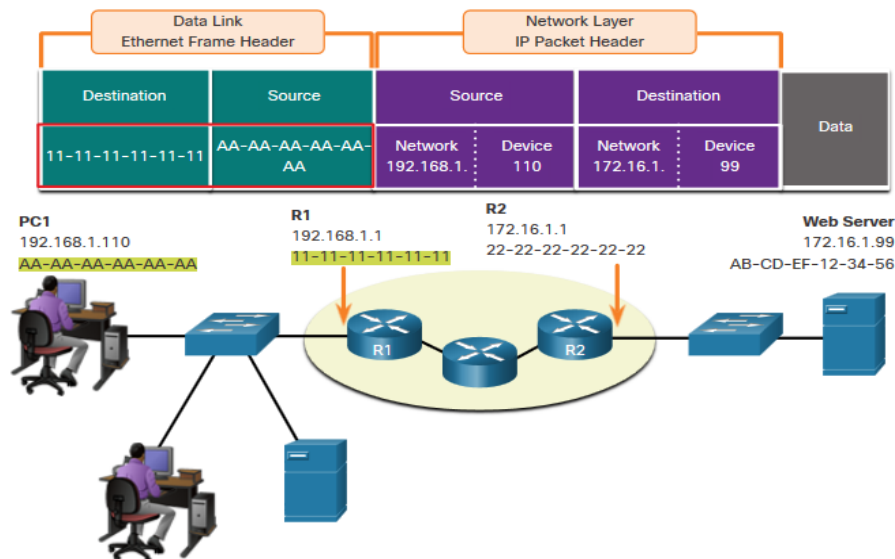 Data Link
Ethernet Frame Header
Network Layer
IP Packet Header
Destination
Source
Source
Destination
Data
11-11-11-11-11-11
AA-AA-AA-AA-AA-
AA
Network
192.168.1.
Device
110
Network
172.16.1.
Device
99
PC1
192.168.1.110
AA-AA-AA-AA-AA-AA
R1
192.168.1.1
11-11-11-11-11-11
R2
172.16.1.1
22-22-22-22-22-22
Web Server
172.16.1.99
AB-CD-EF-12-34-56
R1
R2